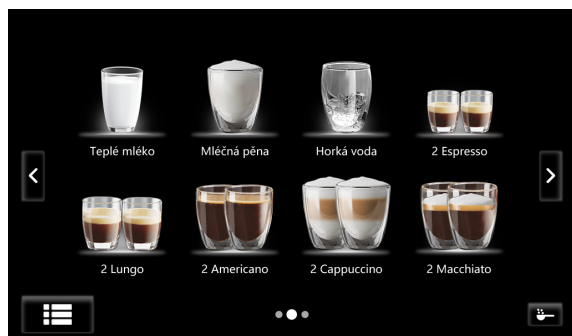 Teplé mléko
Mléčná pěna
Horká voda
2 Espresso
2 Lungo
2 Americano
2 Cappuccino
2 Macchiato